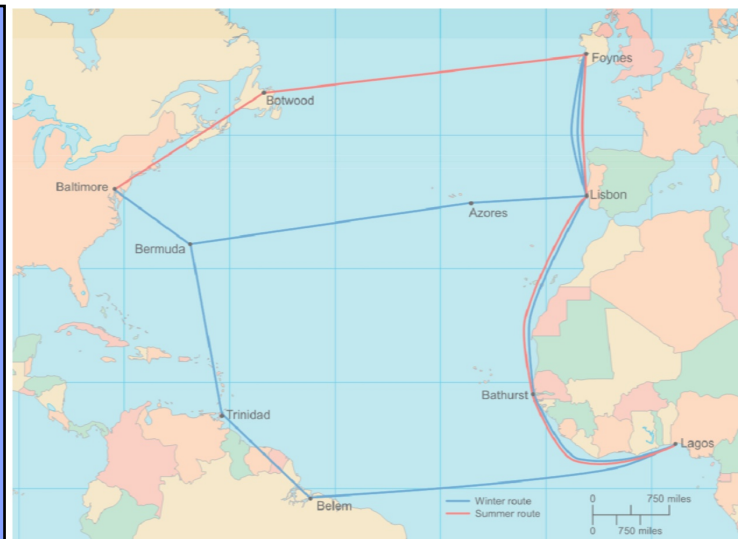 Foynes
Botwood
Baltimore
Lisbon
Azores
Bermuda
Bathurst
Trinidad
Lagos
Belem
Winter route
Summer route
0 750 miles
0 750 miles